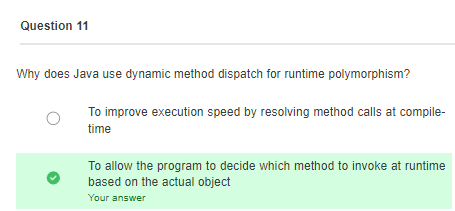 Question 11
Why does Java use dynamic method dispatch for runtime polymorphism?
To improve execution speed by resolving method calls at compile-
time
To allow the program to decide which method to invoke at runtime
based on the actual object
Your answer